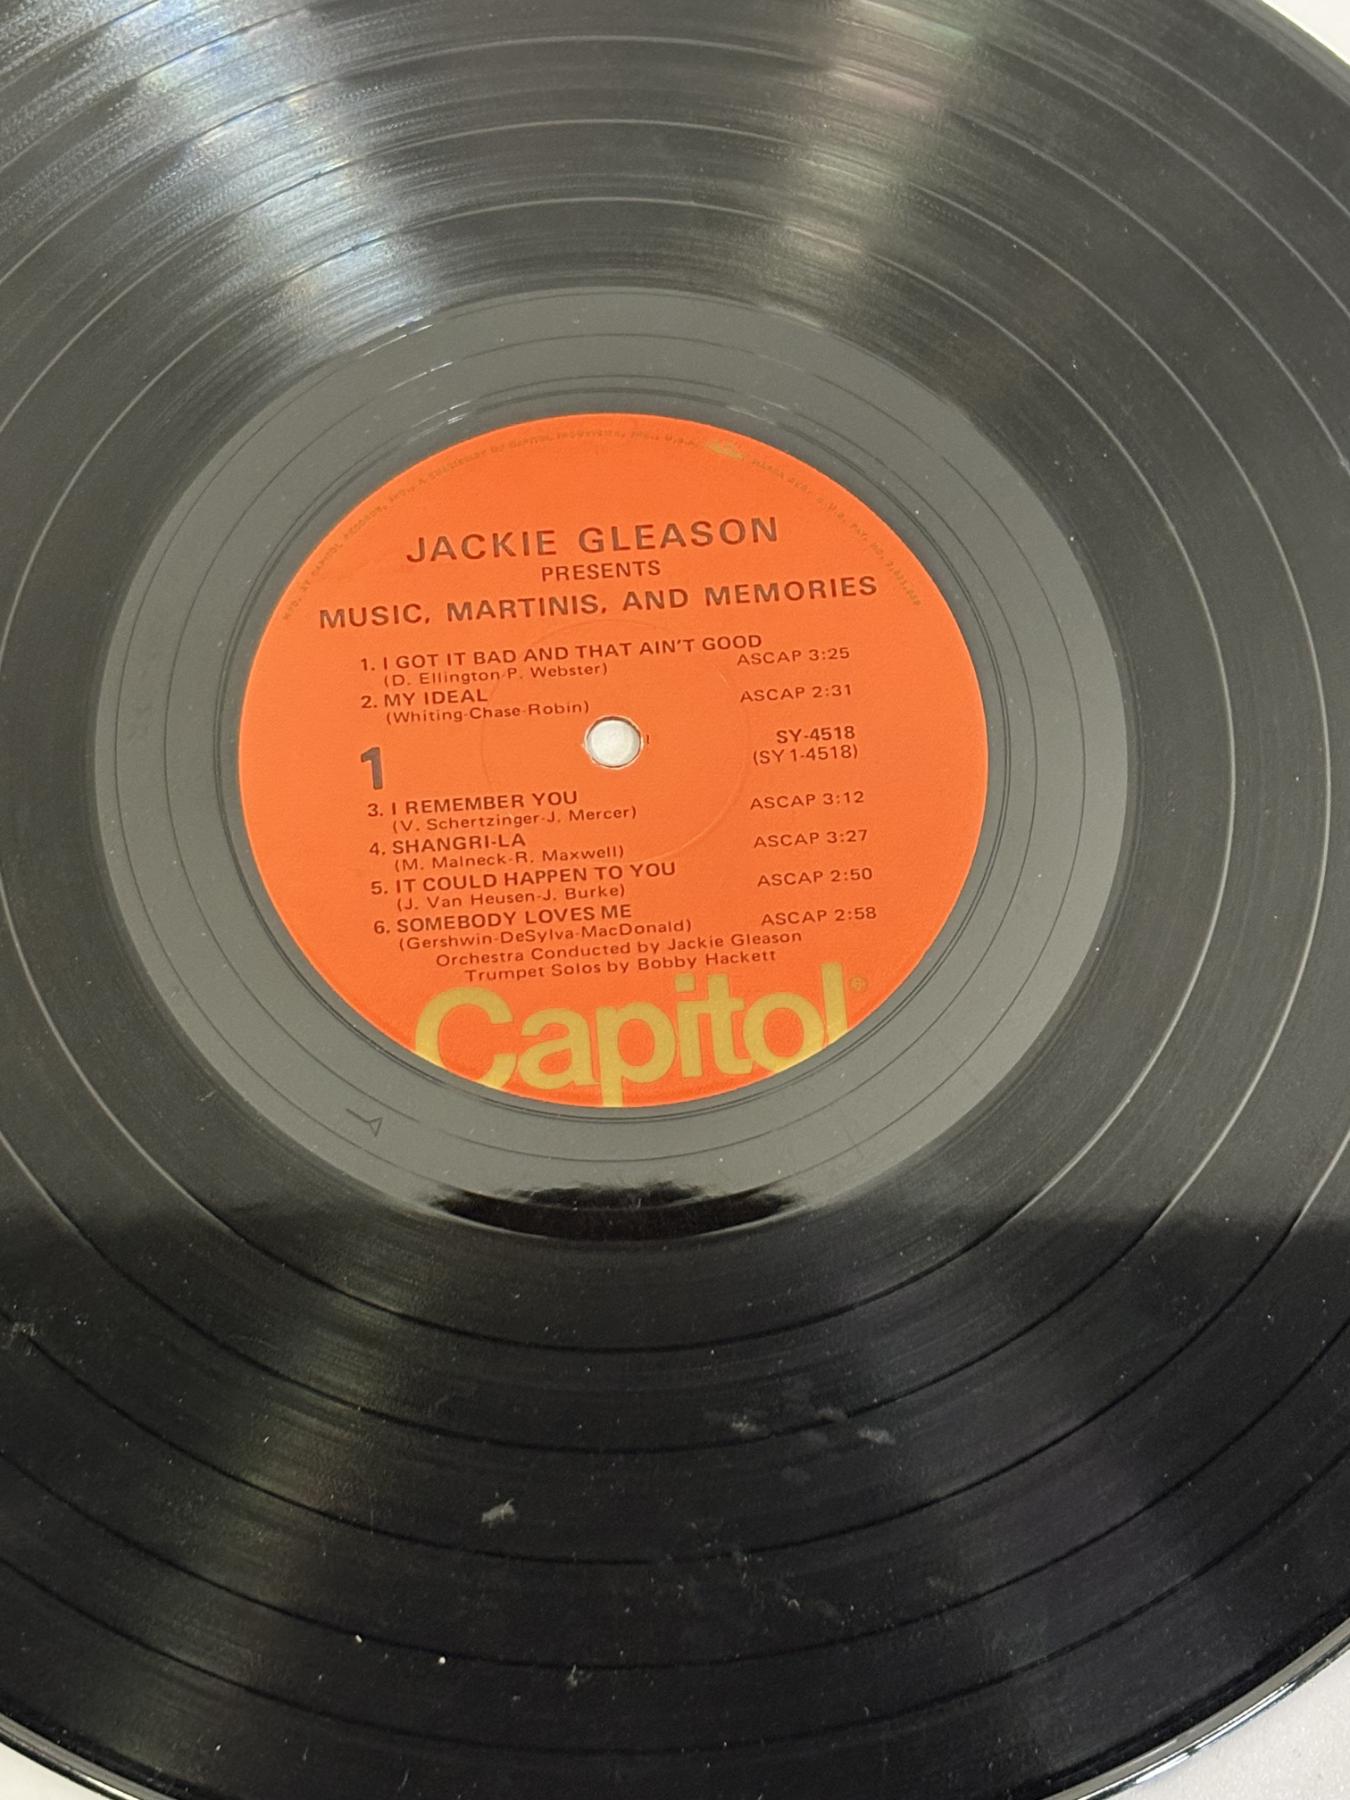 JACKIE GLEASON
PRESENTS
MUSIC, MARTINIS, AND MEMORIES
1. I GOT IT BAD AND THAT AIN'T GOOD
(D. Ellington-P. Webster) ASCAP 3:25
2. MY IDEAL ASCAP 2:31
(Whiting-Chase-Robin)
SY-4518
1 (SY1-4518)
3. I REMEMBER YOU ASCAP 3:12
(V. Schertzinger-J. Mercer)
4. SHANGRI-LA ASCAP 3:27
(M. Malneck-R. Maxwell)
5. IT COULD HAPPEN TO YOU ASCAP 2:50
(J. Van Heusen-J. Burke)
6. SOMEBODY LOVES ME ASCAP 2:58
(Gershwin-DeSylva-MacDonald)
Orchestra Conducted by Jackie Gleason
Trumpet Solos by Bobby Hackett
Capitol®